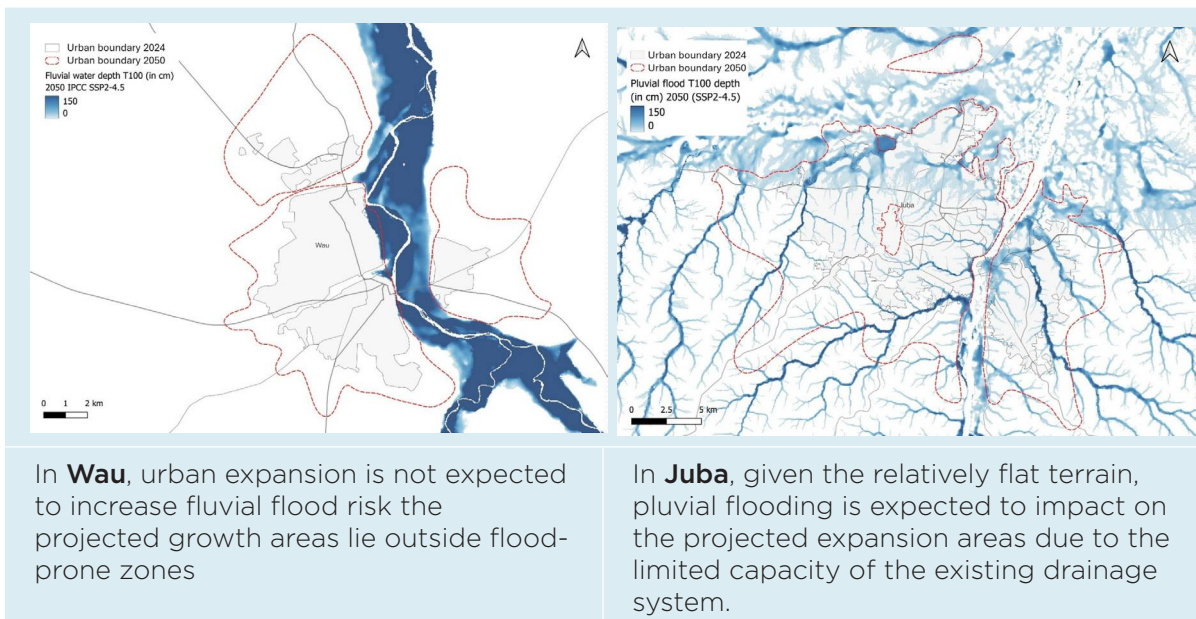 Urban boundary 2024
Urban boundary 2050
Fluvial water depth T100 (in cm)
2050 IPCC SSP2-4.5
150
0
Wau
0 1 2 km
Urban boundary 2024
Urban boundary 2050
Pluvial flood T100 depth
(in cm) 2050 (SSP2-4.5)
150
0
Juba
0 2.5 5 km
In Wau, urban expansion is not expected
to increase fluvial flood risk the
projected growth areas lie outside flood-
prone zones
In Juba, given the relatively flat terrain,
pluvial flooding is expected to impact on
the projected expansion areas due to the
limited capacity of the existing drainage
system.